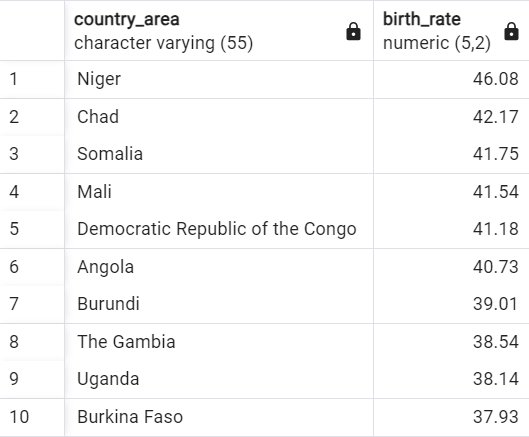 country_area birth_rate
character varying (55) numeric (5,2)
1 Niger 46.08
2 Chad 42.17
3 Somalia 41.75
4 Mali 41.54
5 Democratic Republic of the Congo 41.18
6 Angola 40.73
7 Burundi 39.01
8 The Gambia 38.54
9 Uganda 38.14
10 Burkina Faso 37.93